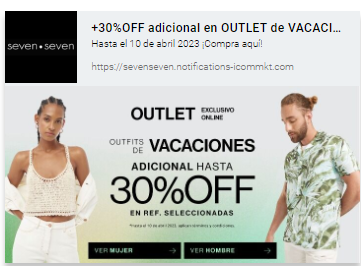 seven•seven
+30%OFF adicional en OUTLET de VACACI...
Hasta el 10 de abril 2023 ¡Compra aquí!
https://sevenseven.notifications-icommkt.com
OUTLET EXCLUSIVO ONLINE
OUTFITS DE VACACIONES
ADICIONAL HASTA
30%OFF
EN REF. SELECCIONADAS
VER MUJER →
VER HOMBRE →